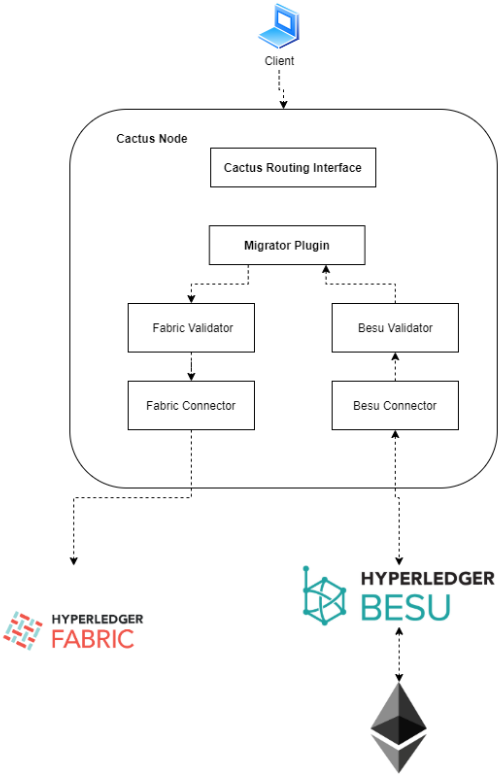 Client
Cactus Node
Cactus Routing Interface
Migrator Plugin
Fabric Validator
Besu Validator
Fabric Connector
Besu Connector
HYPERLEDGER
BESU
HYPERLEDGER
FABRIC